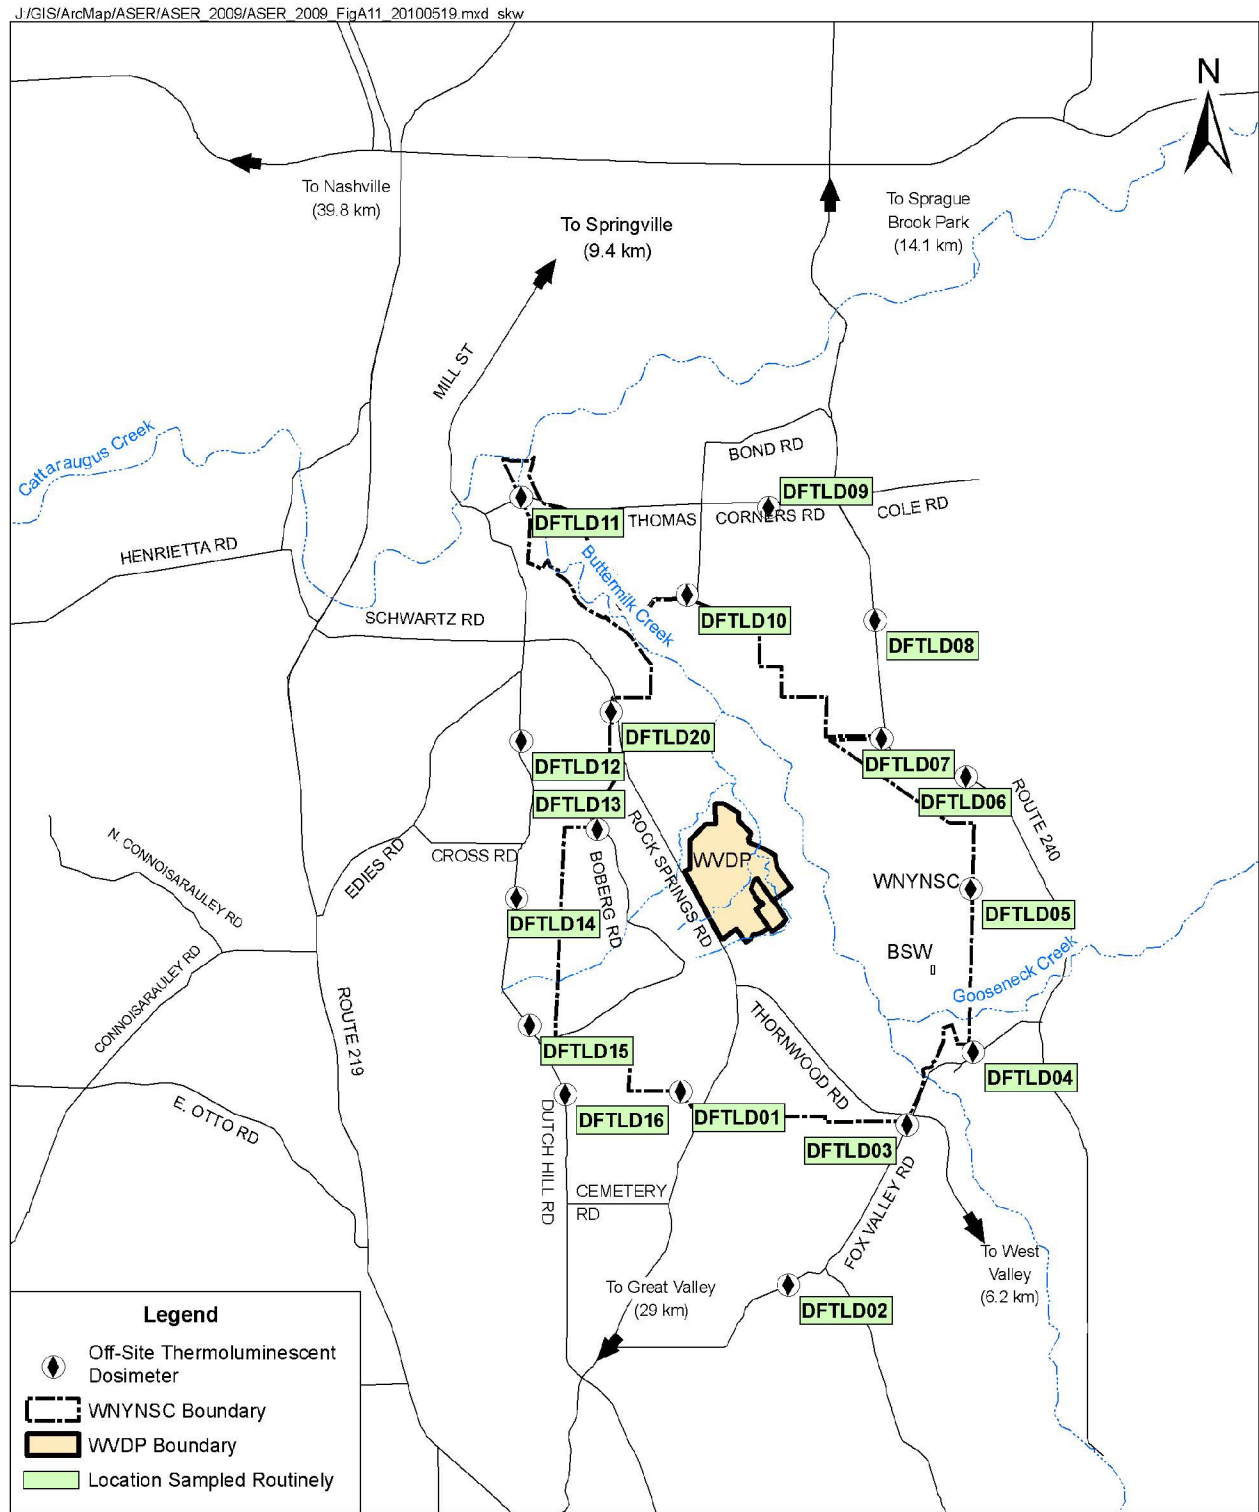 J:/GIS/ArcMap/ASER/ASER_2009/ASER_2009_FigA11_20100519.mxd skw
N
To Nashville
(39.8 km)
To Springville
(9.4 km)
To Sprague
Brook Park
(14.1 km)
MILL ST
Cattaraugus Creek
BOND RD
DFTLD09
COLE RD
DFTLD11
THOMAS CORNERS RD
HENRIETTA RD
Buttermilk Creek
SCHWARTZ RD
DFTLD10
DFTLD08
DFTLD20
DFTLD12
DFTLD07
DFTLD13
DFTLD06
ROUTE 240
ROCK SPRINGS RD
N. CONNOISARAULEY RD
EDIES RD
CROSS RD
BOBERG RD
WVDP
WNYNSC
DFTLD05
DFTLD14
BSW
Gooseneck Creek
CONNOISARAULEY RD
ROUTE 219
THORNWOOD RD
DFTLD15
DFTLD04
E. OTTO RD
DUTCH HILL RD
DFTLD16
DFTLD01
DFTLD03
CEMETERY
RD
FOX VALLEY RD
To West
Valley
(6.2 km)
To Great Valley
(29 km)
DFTLD02
Legend
Off-Site Thermoluminescent
Dosimeter
WNYNSC Boundary
WVDP Boundary
Location Sampled Routinely